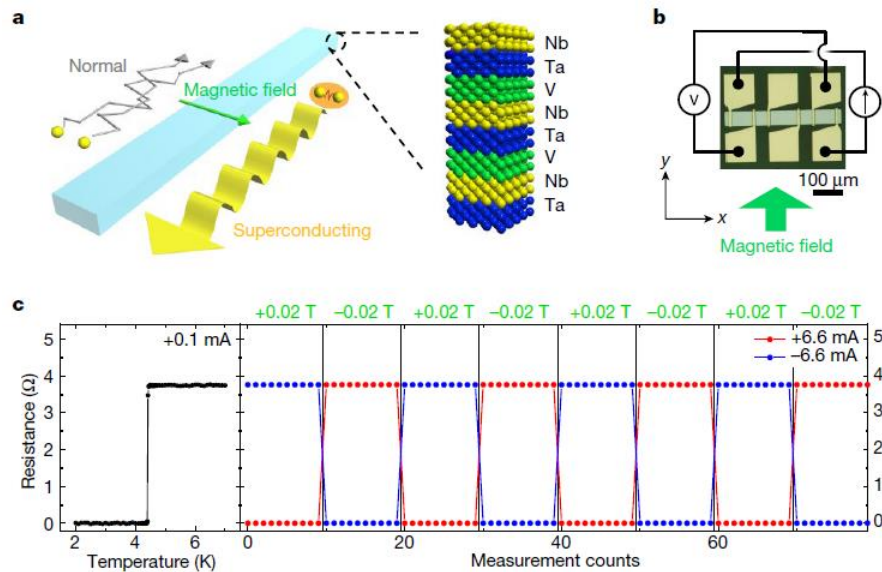 a
Normal
Magnetic field
Superconducting
Nb
Ta
V
Nb
Ta
V
Nb
Ta
b
V
y
x
100 μm
Magnetic field
c
+0.02 T −0.02 T +0.02 T −0.02 T +0.02 T −0.02 T +0.02 T −0.02 T
+0.1 mA
+6.6 mA
−6.6 mA
Resistance (Ω)
5
4
3
2
1
0
5
4
3
2
1
0
2 4 6
0 20 40 60
Temperature (K)
Measurement counts